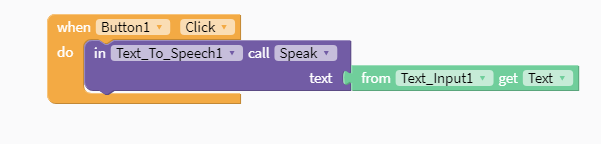 when Button1 Click
do in Text_To_Speech1 call Speak
text from Text_Input1 get Text